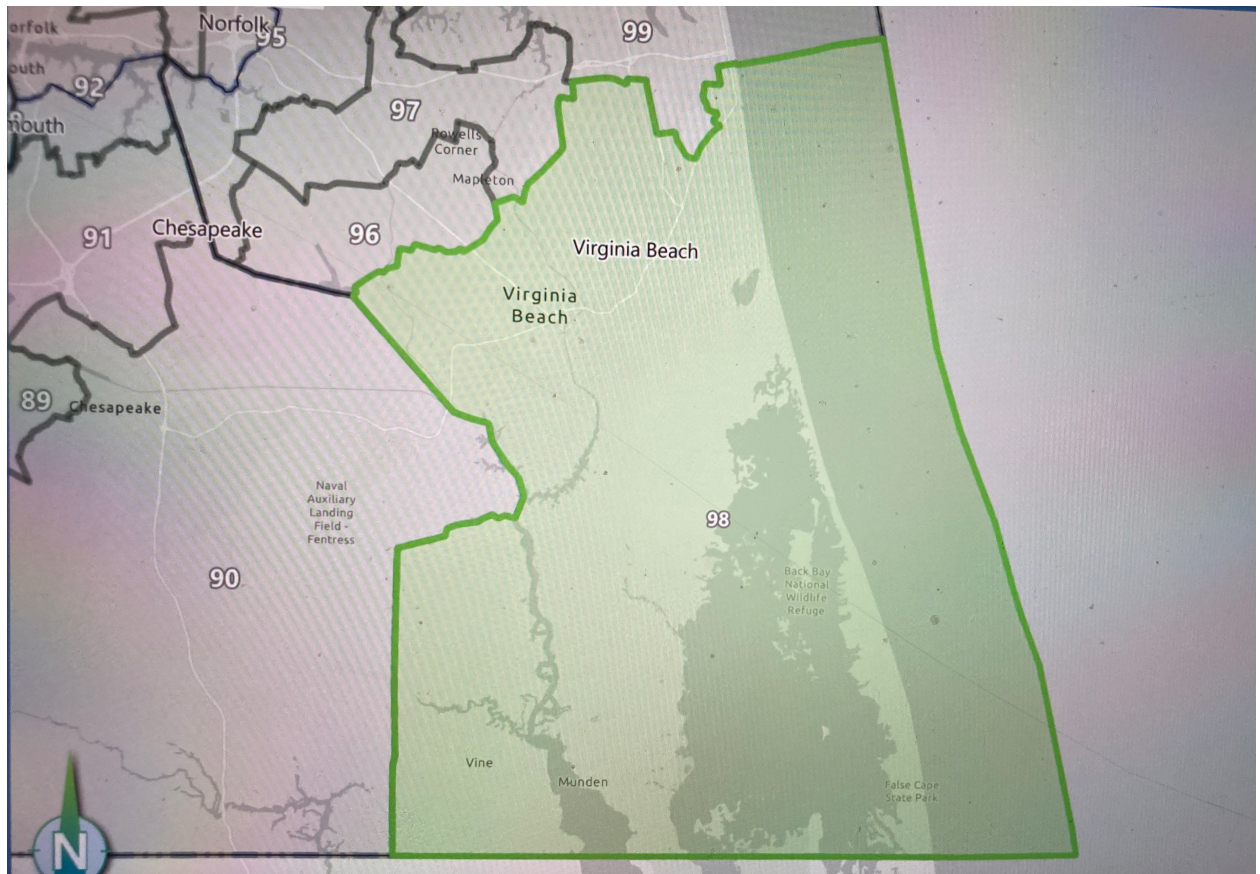 orfolk
Norfolk
95
99
outh
92
mouth
97
Powells
Corner
Mapleton
91
Chesapeake
96
Virginia Beach
Virginia
Beach
89
Chesapeake
Naval
Auxiliary
Landing
Field -
Fentress
98
90
Back Bay
National
Wildlife
Refuge
Vine
Munden
False Cape
State Park
N